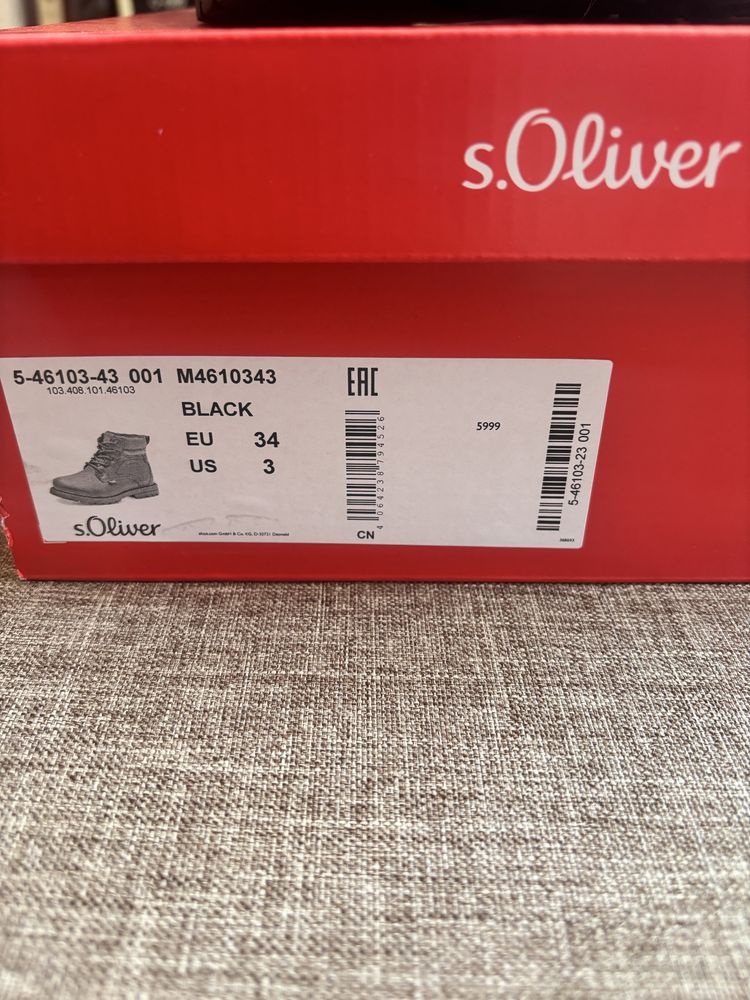 s.Oliver
5-46103-43 001 M4610343
103.408.101.46103
BLACK
EU 34
US 3
s.Oliver
EAC
4 064238 794526
CN
5999
5-46103-23 001